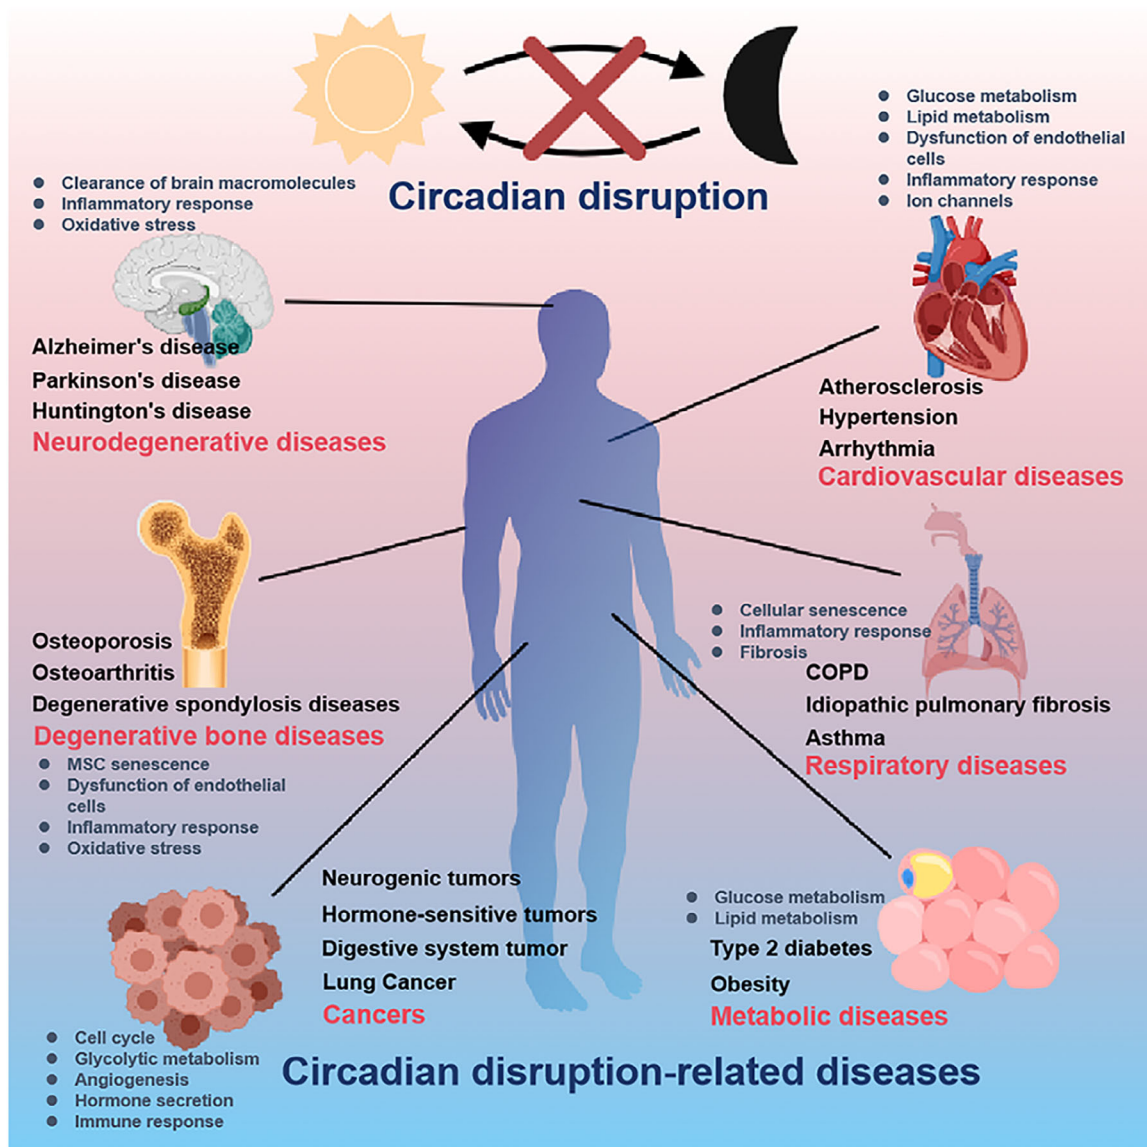 Circadian disruption
● Clearance of brain macromolecules
● Inflammatory response
● Oxidative stress
Alzheimer's disease
Parkinson's disease
Huntington's disease
Neurodegenerative diseases
● Glucose metabolism
● Lipid metabolism
● Dysfunction of endothelial
cells
● Inflammatory response
● Ion channels
Atherosclerosis
Hypertension
Arrhythmia
Cardiovascular diseases
Osteoporosis
Osteoarthritis
Degenerative spondylosis diseases
Degenerative bone diseases
● MSC senescence
● Dysfunction of endothelial
cells
● Inflammatory response
● Oxidative stress
● Cellular senescence
● Inflammatory response
● Fibrosis
COPD
Idiopathic pulmonary fibrosis
Asthma
Respiratory diseases
Neurogenic tumors
Hormone-sensitive tumors
Digestive system tumor
Lung Cancer
Cancers
● Cell cycle
● Glycolytic metabolism
● Angiogenesis
● Hormone secretion
● Immune response
● Glucose metabolism
● Lipid metabolism
Type 2 diabetes
Obesity
Metabolic diseases
Circadian disruption-related diseases